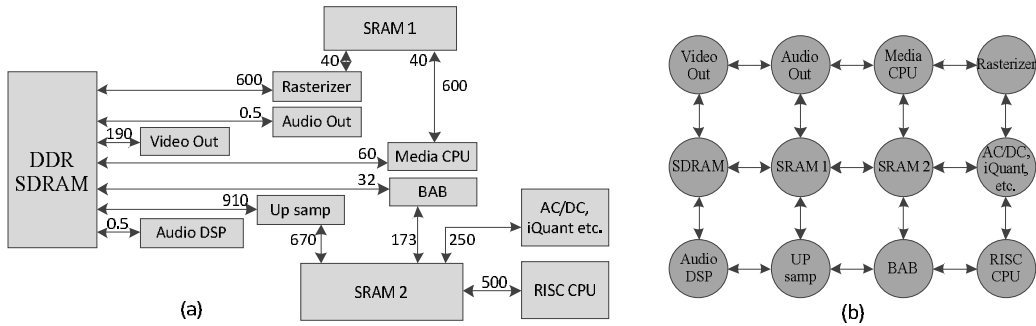 SRAM 1
40
40
600
Rasterizer
600
0.5
Audio Out
190
Video Out
DDR
SDRAM
60
Media CPU
32
BAB
910
Up samp
0.5
Audio DSP
670
173
250
AC/DC,
iQuant etc.
SRAM 2
500
RISC CPU
(a)
Video
Out
Audio
Out
Media
CPU
Rasterizer
SDRAM
SRAM 1
SRAM 2
AC/DC,
iQuant,
etc.
Audio
DSP
UP
samp
BAB
RISC
CPU
(b)